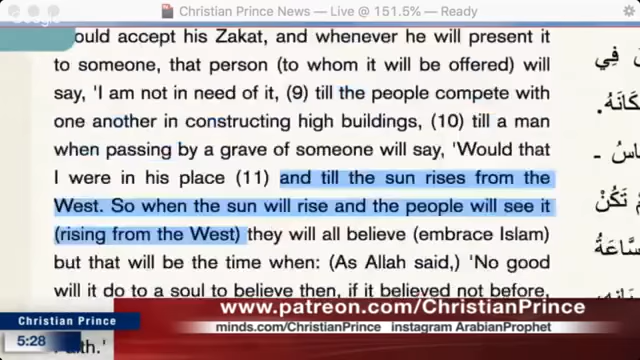 Christian Prince News — Live @ 151.5% — Ready
Google
would accept his Zakat, and whenever he will present it
to someone, that person (to whom it will be offered) will
say, 'I am not in need of it, (9) till the people compete with
one another in constructing high buildings, (10) till a man
when passing by a grave of someone will say, 'Would that
I were in his place (11) and till the sun rises from the
West. So when the sun will rise and the people will see it
(rising from the West) they will all believe (embrace Islam)
but that will be the time when: (As Allah said,) 'No good
will it do to a soul to believe then, if it believed not before,
www.patreon.com/ChristianPrince
Christian Prince
minds.com/ChristianPrince instagram ArabianProphet
5:28
faith.'
فِي
تَكُنْ